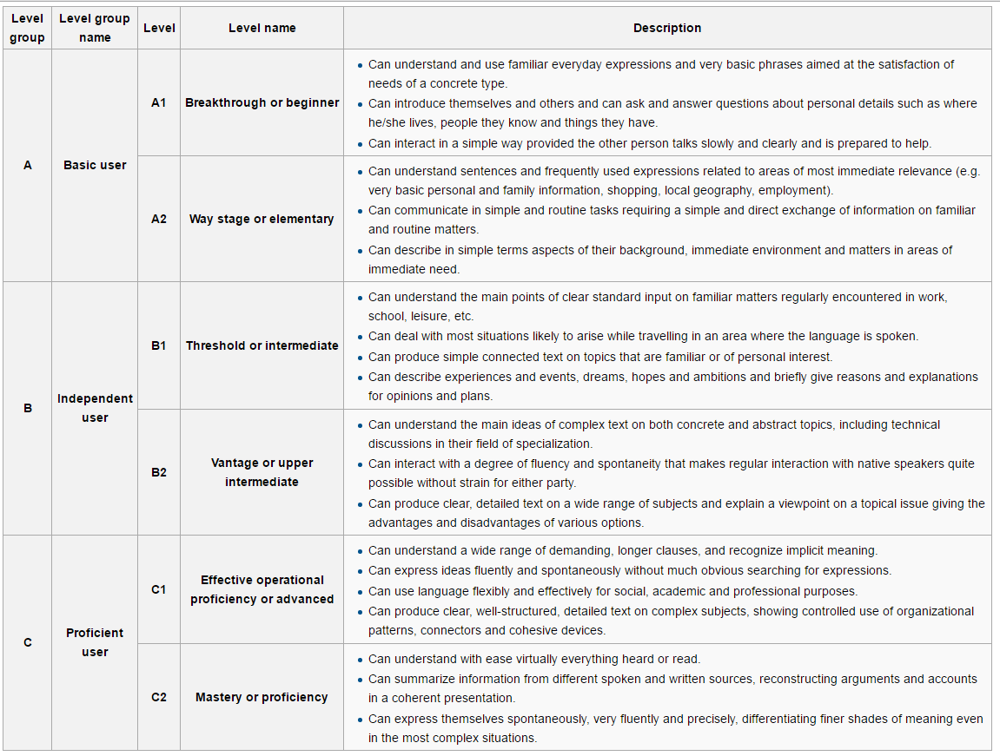 Level group
Level group name
Level
Level name
Description
A
Basic user
A1
Breakthrough or beginner
Can understand and use familiar everyday expressions and very basic phrases aimed at the satisfaction of
needs of a concrete type.
Can introduce themselves and others and can ask and answer questions about personal details such as where
he/she lives, people they know and things they have.
Can interact in a simple way provided the other person talks slowly and clearly and is prepared to help.
A2
Way stage or elementary
Can understand sentences and frequently used expressions related to areas of most immediate relevance (e.g.
very basic personal and family information, shopping, local geography, employment).
Can communicate in simple and routine tasks requiring a simple and direct exchange of information on familiar
and routine matters.
Can describe in simple terms aspects of their background, immediate environment and matters in areas of
immediate need.
B
Independent
user
B1
Threshold or intermediate
Can understand the main points of clear standard input on familiar matters regularly encountered in work,
school, leisure, etc.
Can deal with most situations likely to arise while travelling in an area where the language is spoken.
Can produce simple connected text on topics that are familiar or of personal interest.
Can describe experiences and events, dreams, hopes and ambitions and briefly give reasons and explanations
for opinions and plans.
B2
Vantage or upper
intermediate
Can understand the main ideas of complex text on both concrete and abstract topics, including technical
discussions in their field of specialization.
Can interact with a degree of fluency and spontaneity that makes regular interaction with native speakers quite
possible without strain for either party.
Can produce clear, detailed text on a wide range of subjects and explain a viewpoint on a topical issue giving the
advantages and disadvantages of various options.
C
Proficient
user
C1
Effective operational
proficiency or advanced
Can understand a wide range of demanding, longer clauses, and recognize implicit meaning.
Can express ideas fluently and spontaneously without much obvious searching for expressions.
Can use language flexibly and effectively for social, academic and professional purposes.
Can produce clear, well-structured, detailed text on complex subjects, showing controlled use of organizational
patterns, connectors and cohesive devices.
C2
Mastery or proficiency
Can understand with ease virtually everything heard or read.
Can summarize information from different spoken and written sources, reconstructing arguments and accounts
in a coherent presentation.
Can express themselves spontaneously, very fluently and precisely, differentiating finer shades of meaning even
in the most complex situations.